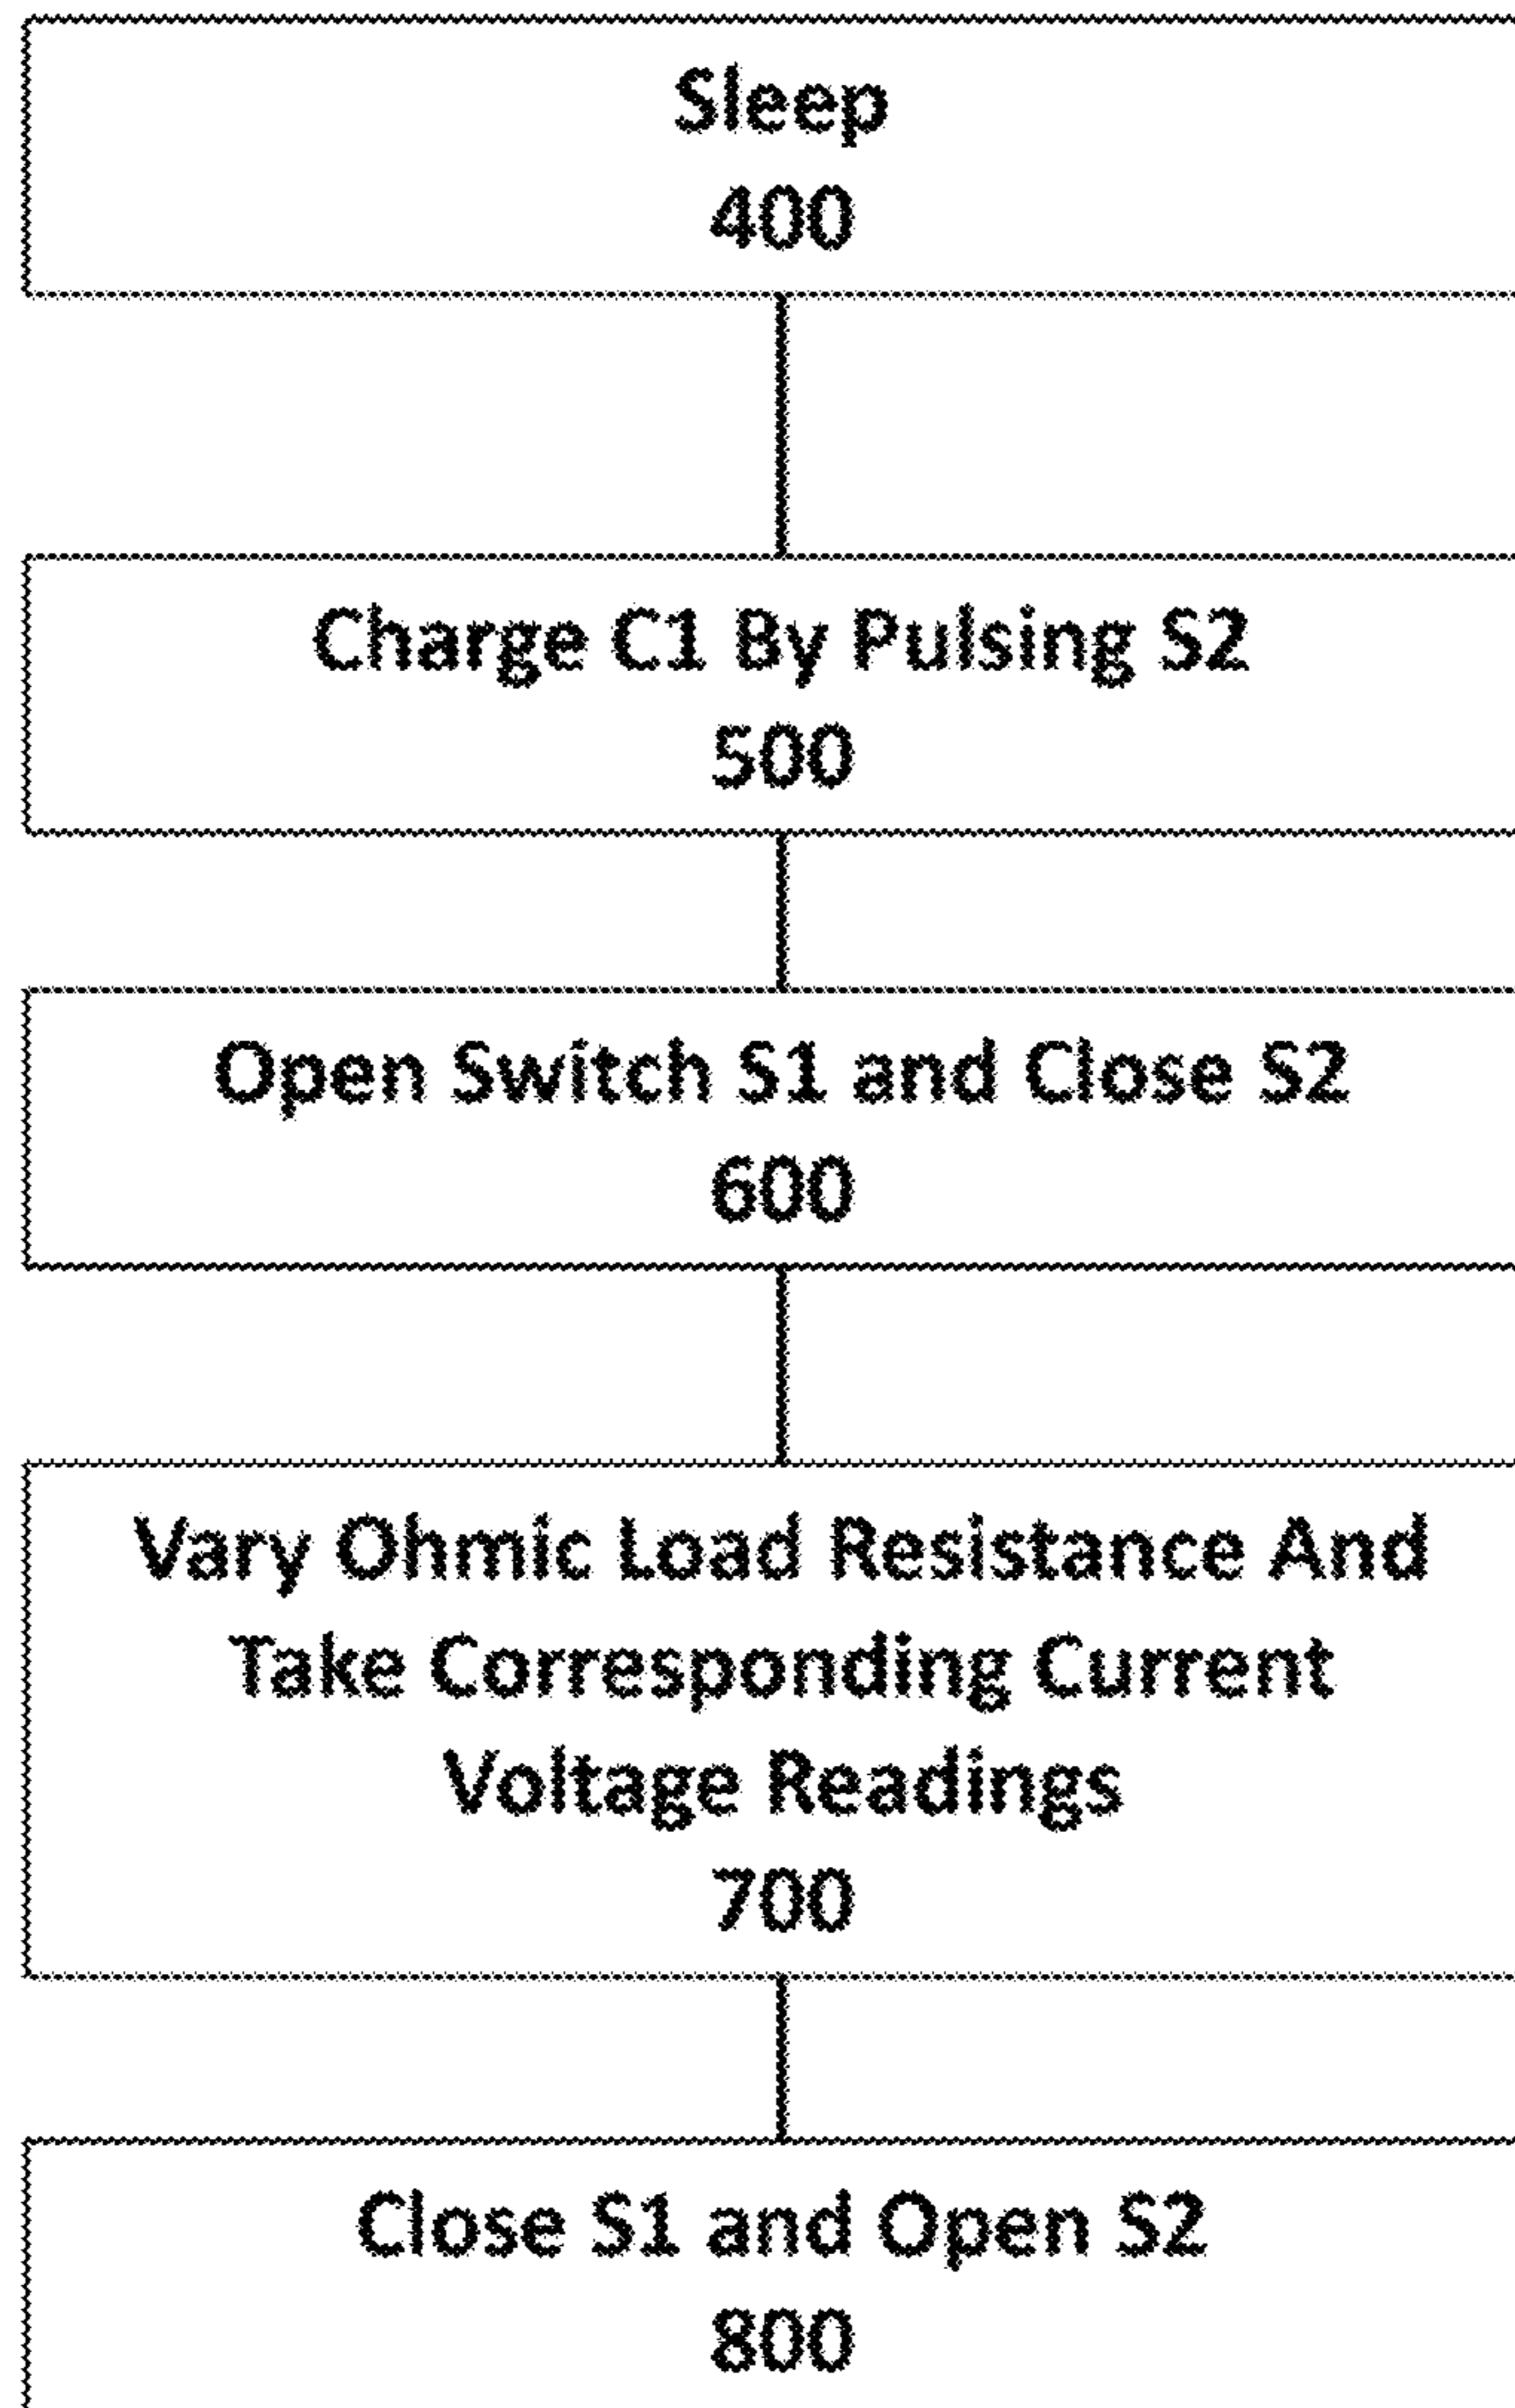 Sleep
400
Charge C1 By Pulsing S2
500
Open Switch S1 and Close S2
600
Vary Ohmic Load Resistance And
Take Corresponding Current
Voltage Readings
700
Close S1 and Open S2
800